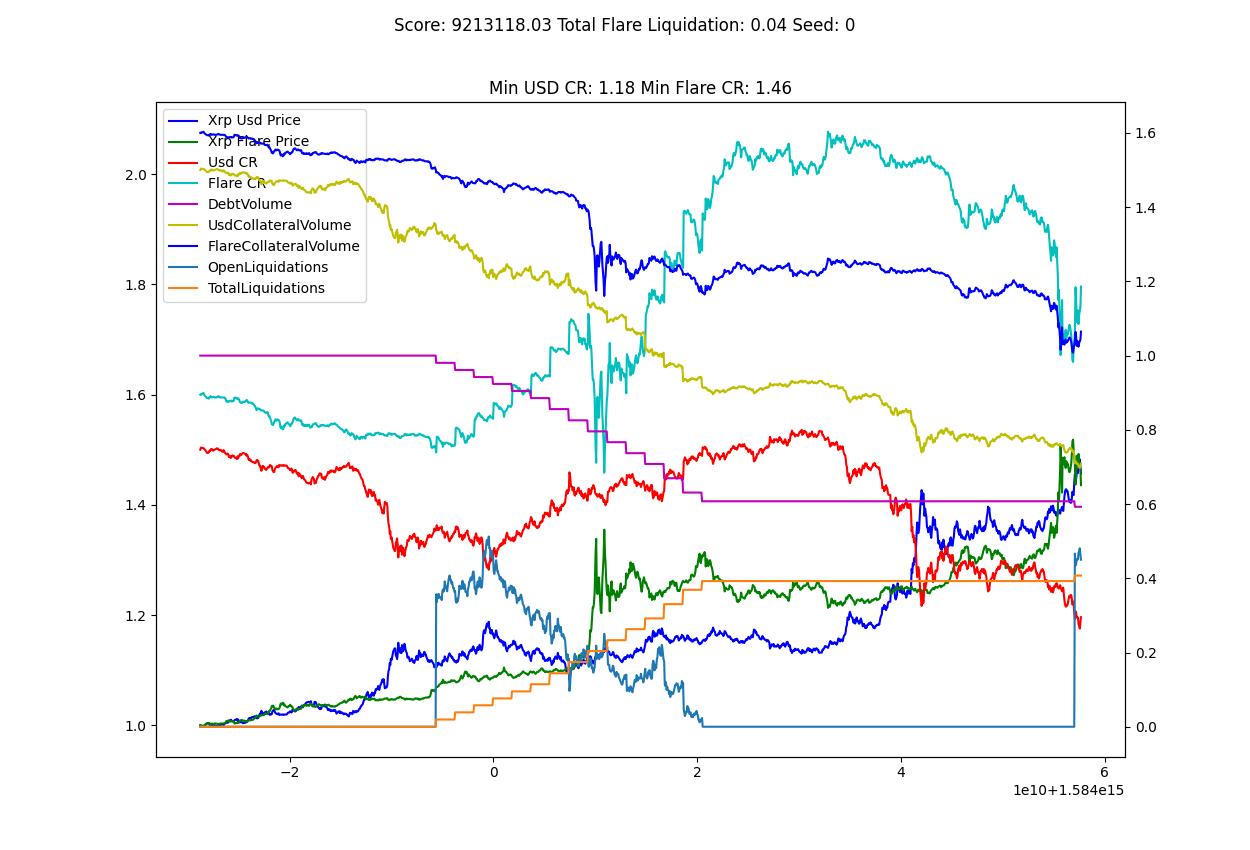 Score: 9213118.03 Total Flare Liquidation: 0.04 Seed: 0
Min USD CR: 1.18 Min Flare CR: 1.46
Xrp Usd Price
Xrp Flare Price
Usd CR
Flare CR
DebtVolume
UsdCollateralVolume
FlareCollateralVolume
OpenLiquidations
TotalLiquidations
2.0
1.8
1.6
1.4
1.2
1.0
1.6
1.4
1.2
1.0
0.8
0.6
0.4
0.2
0.0
−2 0 2 4 6
1e10+1.584e15